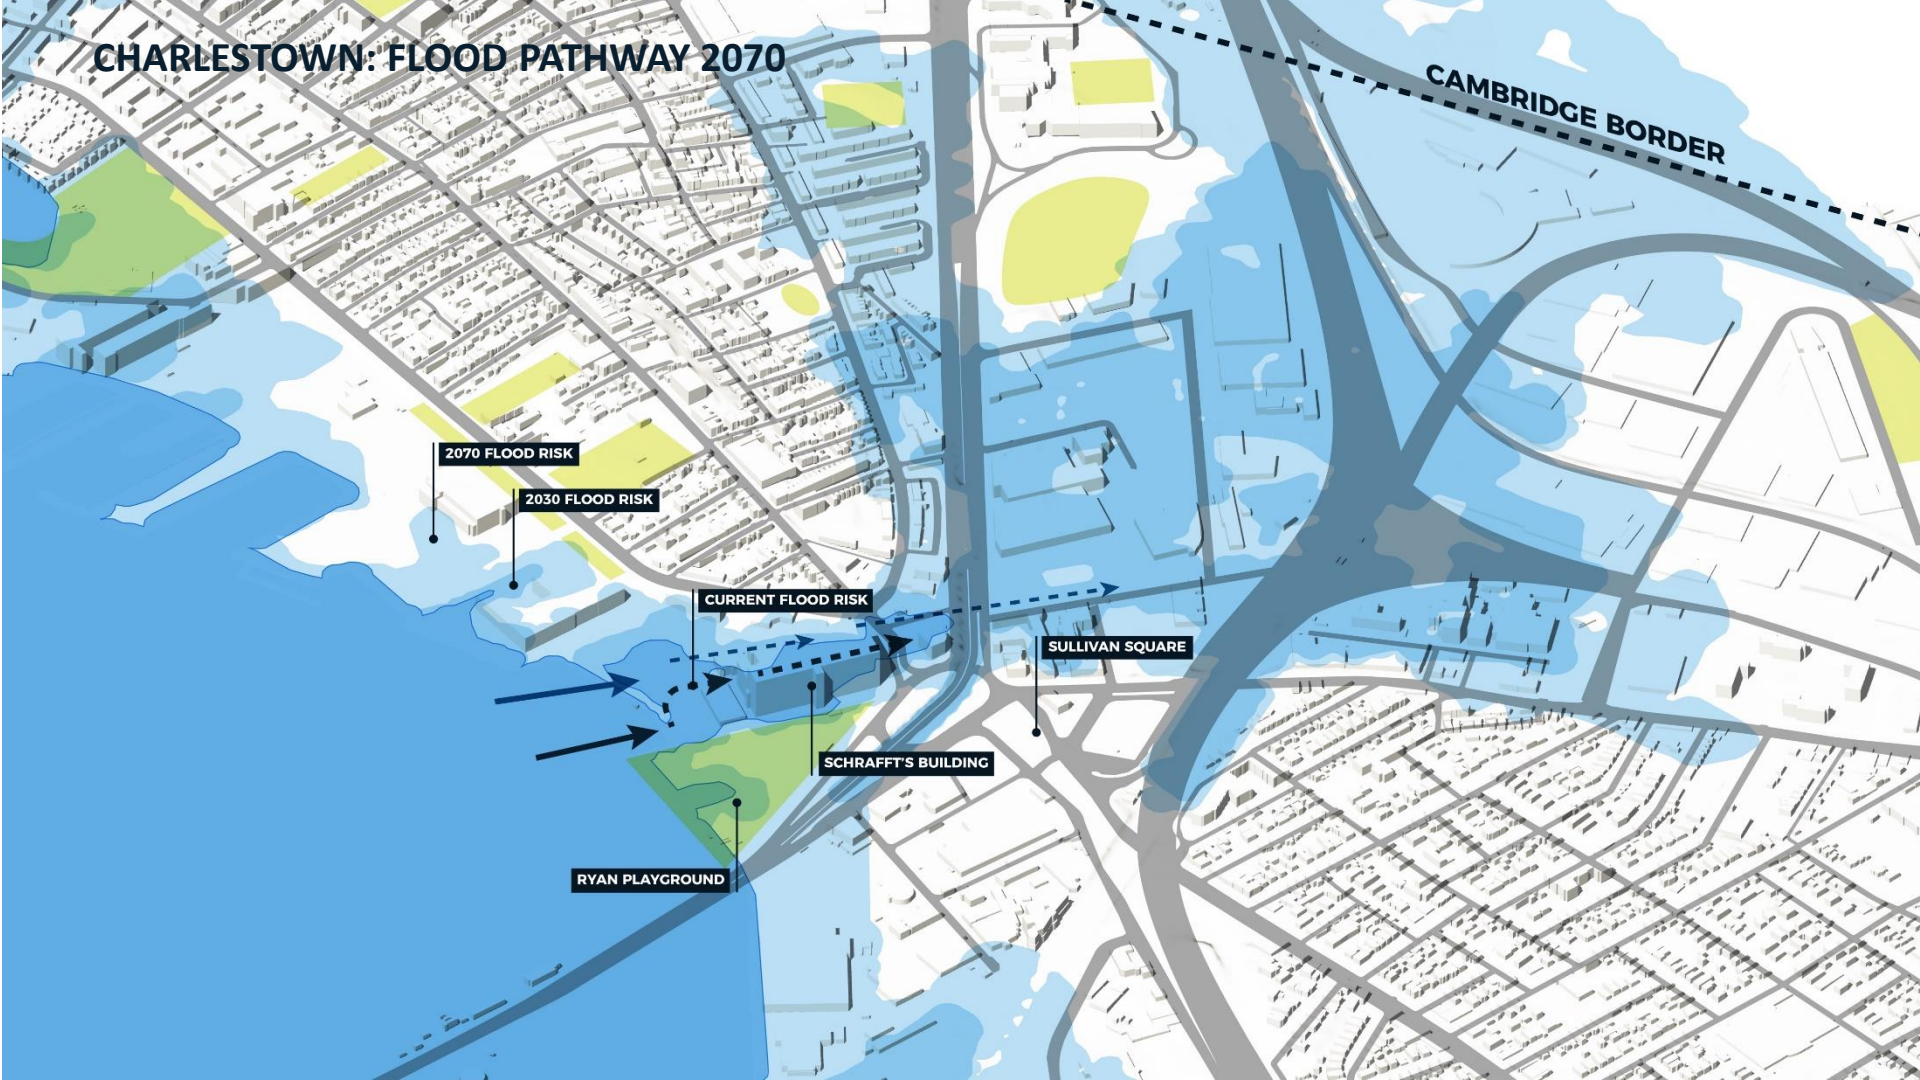 CHARLESTOWN: FLOOD PATHWAY 2070
CAMBRIDGE BORDER
2070 FLOOD RISK
2030 FLOOD RISK
CURRENT FLOOD RISK
SULLIVAN SQUARE
SCHRAFFT'S BUILDING
RYAN PLAYGROUND